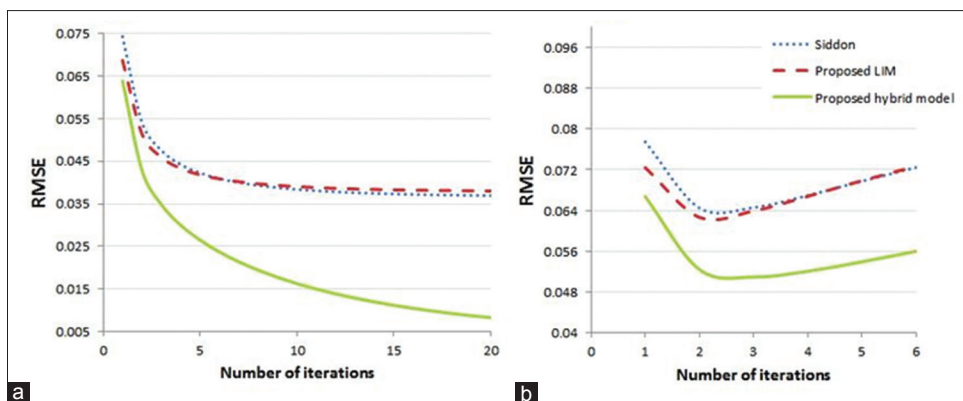 0.075
0.065
0.055
0.045
0.035
0.025
0.015
0.005
RMSE
0 5 10 15 20
Number of iterations
a
0.096
0.088
0.08
0.072
0.064
0.056
0.048
0.04
RMSE
0 1 2 3 4 5 6
Number of iterations
Siddon
Proposed LIM
Proposed hybrid model
b